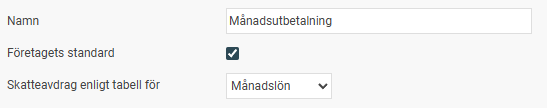 Namn Månadsutbetalning
Företagets standard
Skatteavdrag enligt tabell för Månadslön